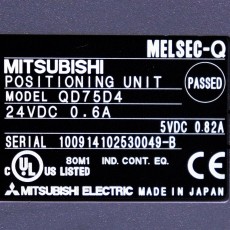 MELSEC-Q
MITSUBISHI
POSITIONING UNIT
PASSED
MODEL QD75D4
24VDC 0.6A
5VDC 0.82A
SERIAL 100914102530049-B
80M1 IND. CONT. EQ.
C UL US LISTED CE
MITSUBISHI ELECTRIC MADE IN JAPAN